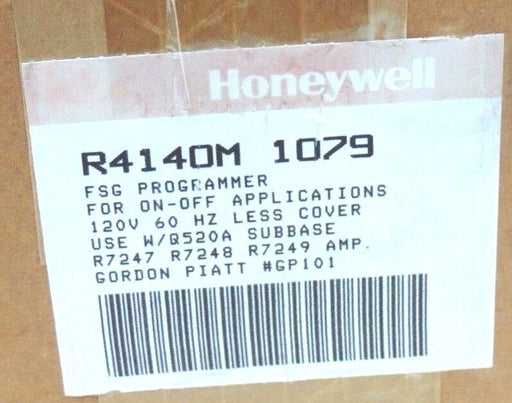 Honeywell
R4140M 1079
FSG PROGRAMMER
FOR ON-OFF APPLICATIONS
120V 60 HZ LESS COVER
USE W/Q520A SUBBASE
R7247 R7248 R7249 AMP.
GORDON PIATT #GP101